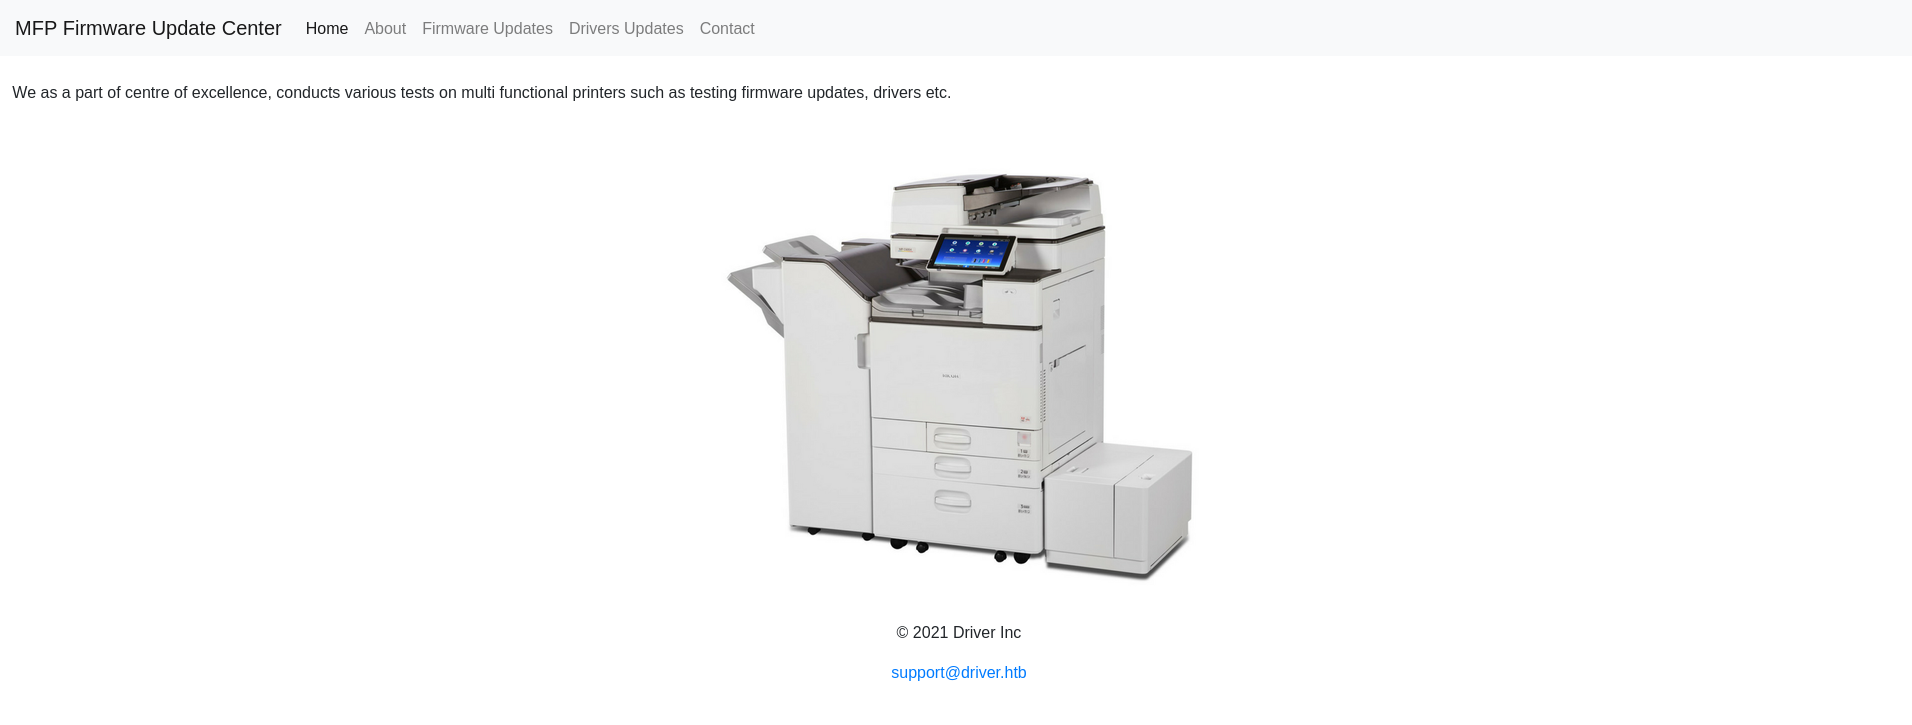 MFP Firmware Update Center Home About Firmware Updates Drivers Updates Contact
We as a part of centre of excellence, conducts various tests on multi functional printers such as testing firmware updates, drivers etc.
© 2021 Driver Inc
support@driver.htb